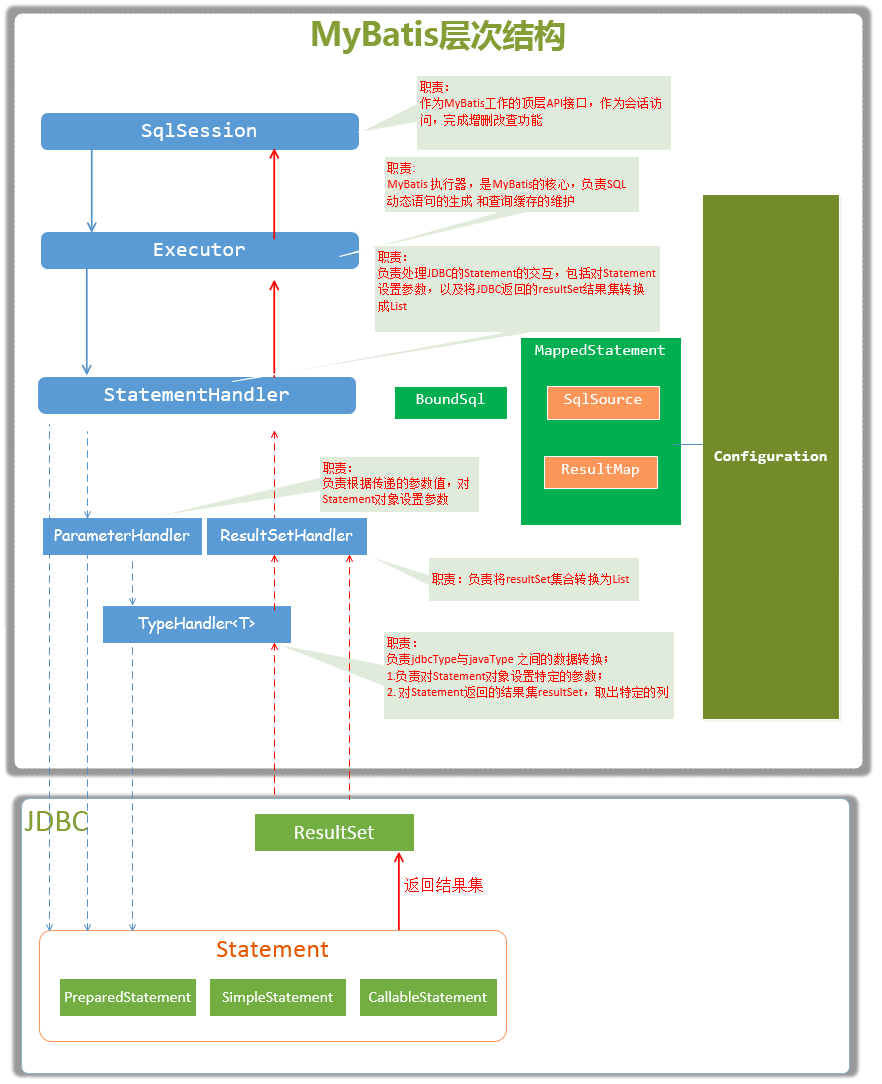 MyBatis层次结构
职责：
作为MyBatis工作的顶层API接口，作为会话访
问，完成增删改查功能
SqlSession
职责:
MyBatis 执行器，是MyBatis的核心，负责SQL
动态语句的生成 和查询缓存的维护
Executor
职责：
负责处理JDBC的Statement的交互，包括对Statement
设置参数，以及将JDBC返回的resultSet结果集转换
成List
StatementHandler
MappedStatement
BoundSql
SqlSource
ResultMap
Configuration
职责：
负责根据传递的参数值，对
Statement对象设置参数
ParameterHandler
ResultSetHandler
职责：负责将resultSet集合转换为List
TypeHandler<T>
职责：
负责jdbcType与javaType 之间的数据转换；
1.负责对Statement对象设置特定的参数；
2. 对Statement返回的结果集resultSet，取出特定的列
JDBC
ResultSet
返回结果集
Statement
PreparedStatement
SimpleStatement
CallableStatement